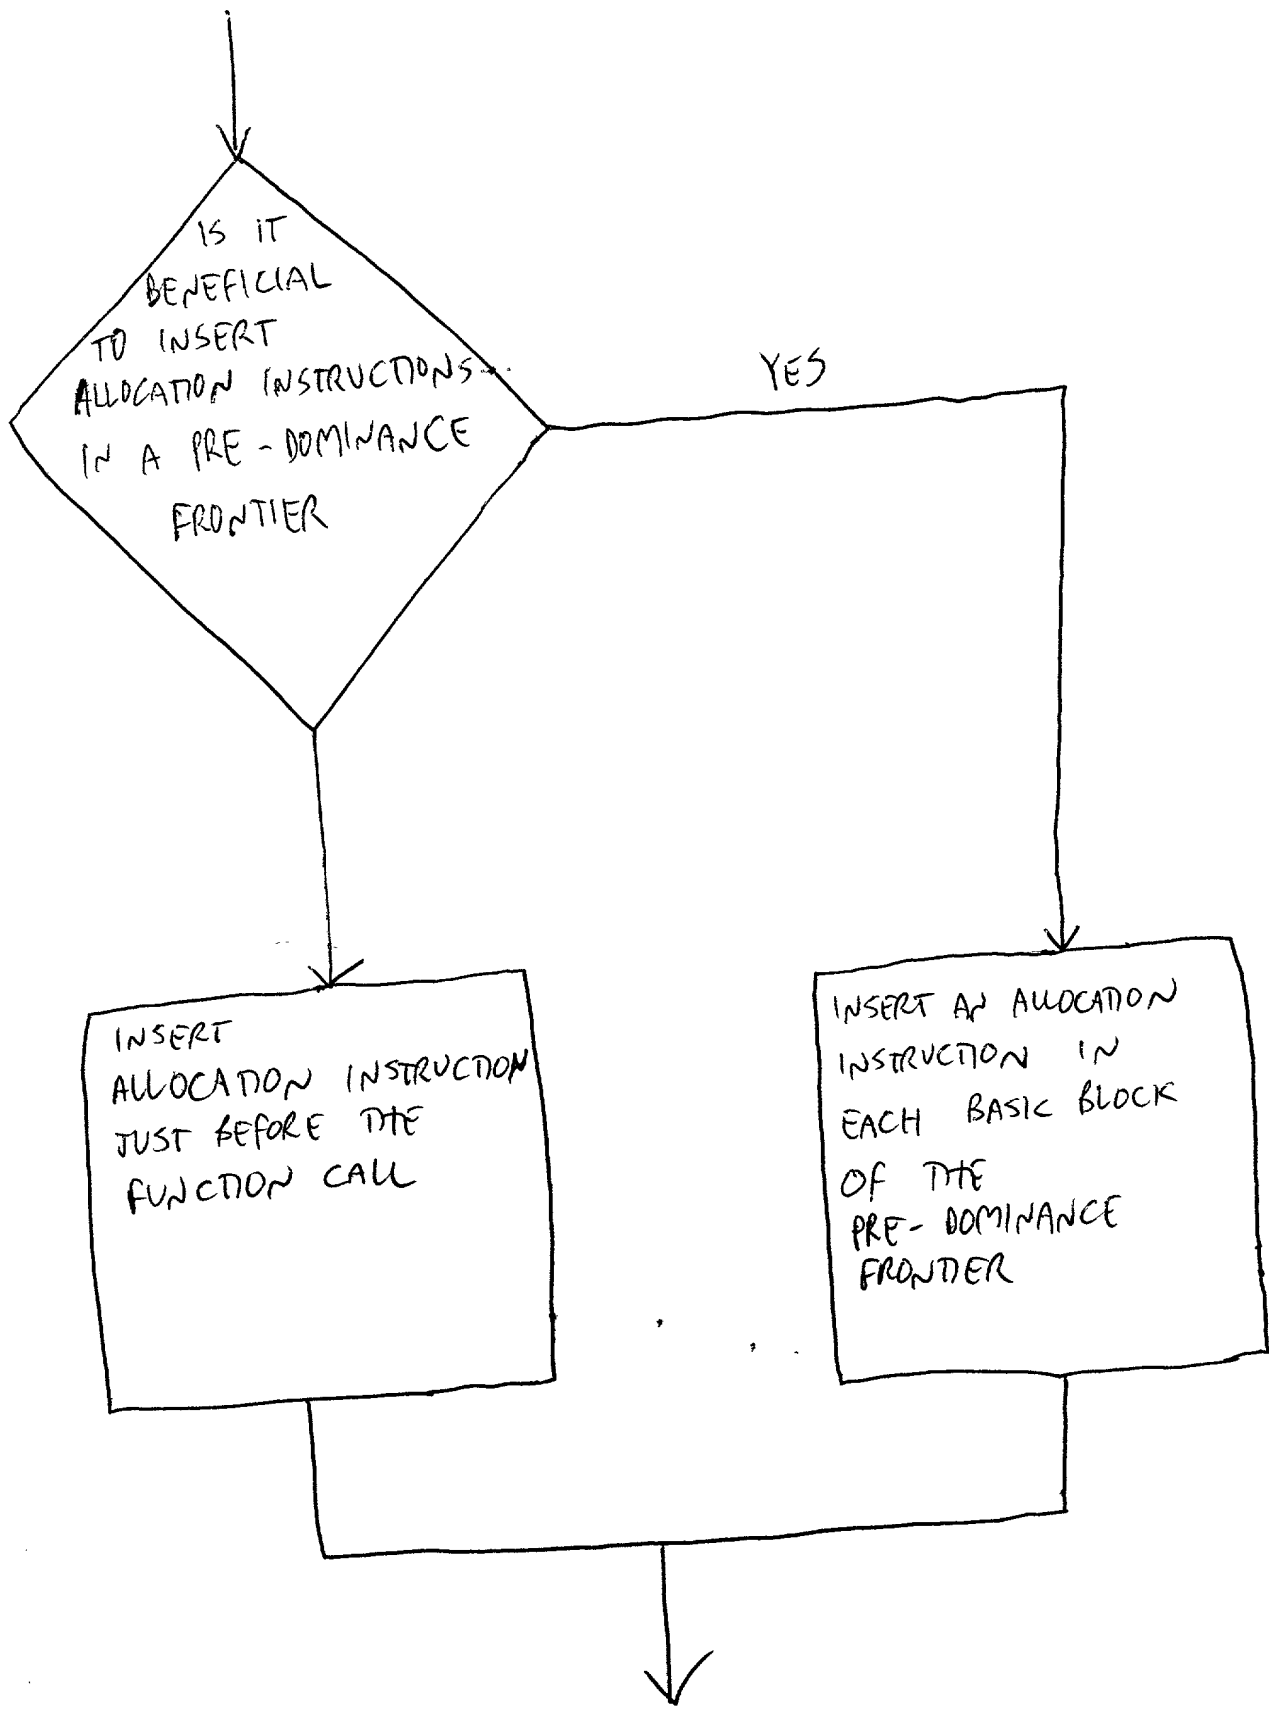 IS IT
BENEFICIAL
TO INSERT
ALLOCATION INSTRUCTIONS
IN A PRE-DOMINANCE
FRONTIER
YES
INSERT
ALLOCATION INSTRUCTION
JUST BEFORE THE
FUNCTION CALL
INSERT AN ALLOCATION
INSTRUCTION IN
EACH BASIC BLOCK
OF THE
PRE-DOMINANCE
FRONTIER